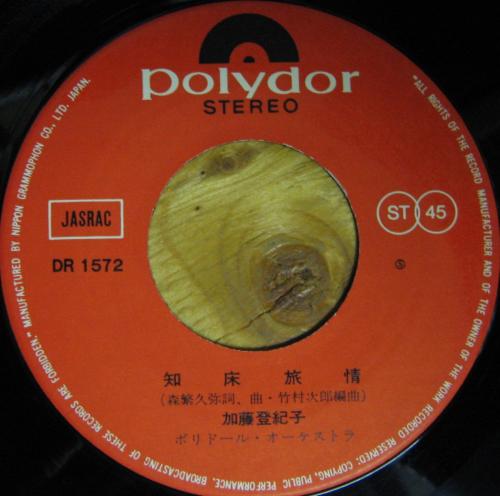 polydor
STEREO
JASRAC
DR 1572
ST 45
Ⓢ
知床旅情
(森繁久弥詞、曲・竹村次郎編曲)
加藤登紀子
ポリドール・オーケストラ
"ALL RIGHTS OF THE RECORD MANUFACTURER AND OF THE OWNER OF THE WORK RECORDED RESERVED: COPYING, PUBLIC PERFORMANCE, BROADCASTING OF THESE RECORDS ARE FORBIDDEN." MANUFACTURED BY NIPPON GRAMMOPHON CO., LTD. JAPAN.